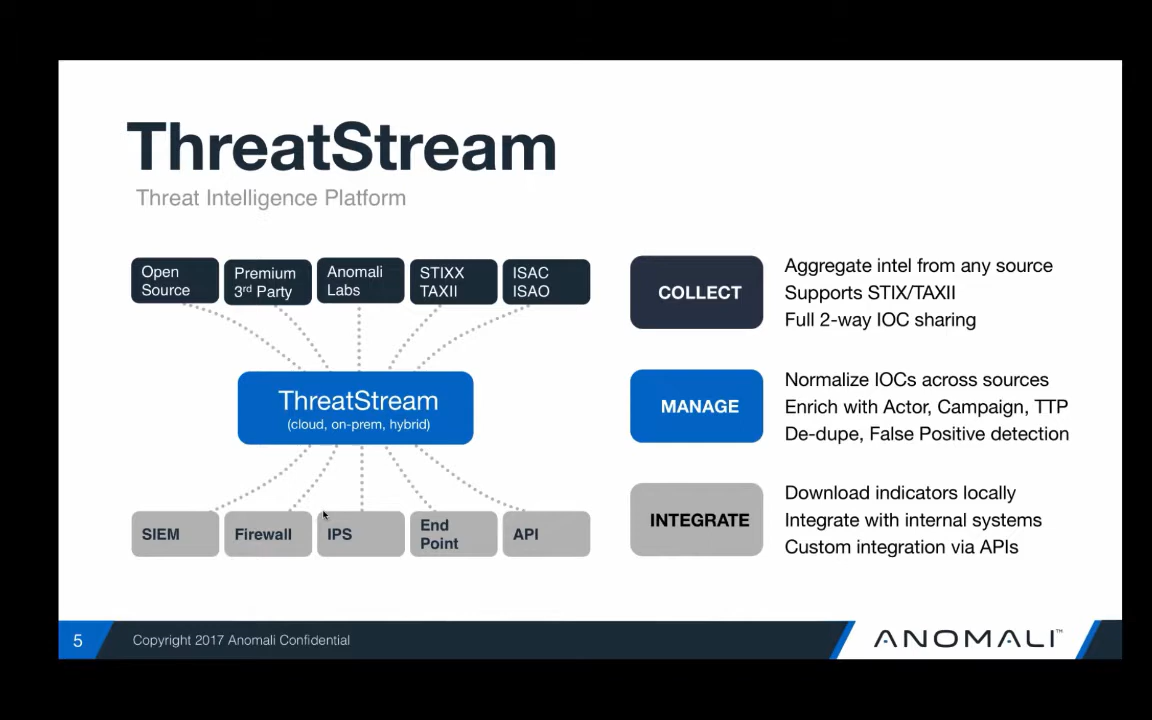 ThreatStream
Threat Intelligence Platform
Open
Source
Premium
3rd Party
Anomali
Labs
STIXX
TAXII
ISAC
ISAO
ThreatStream
(cloud, on-prem, hybrid)
SIEM
Firewall
IPS
End
Point
API
COLLECT
Aggregate intel from any source
Supports STIX/TAXII
Full 2-way IOC sharing
MANAGE
Normalize IOCs across sources
Enrich with Actor, Campaign, TTP
De-dupe, False Positive detection
INTEGRATE
Download indicators locally
Integrate with internal systems
Custom integration via APIs
5
Copyright 2017 Anomali Confidential
ANOMALI™